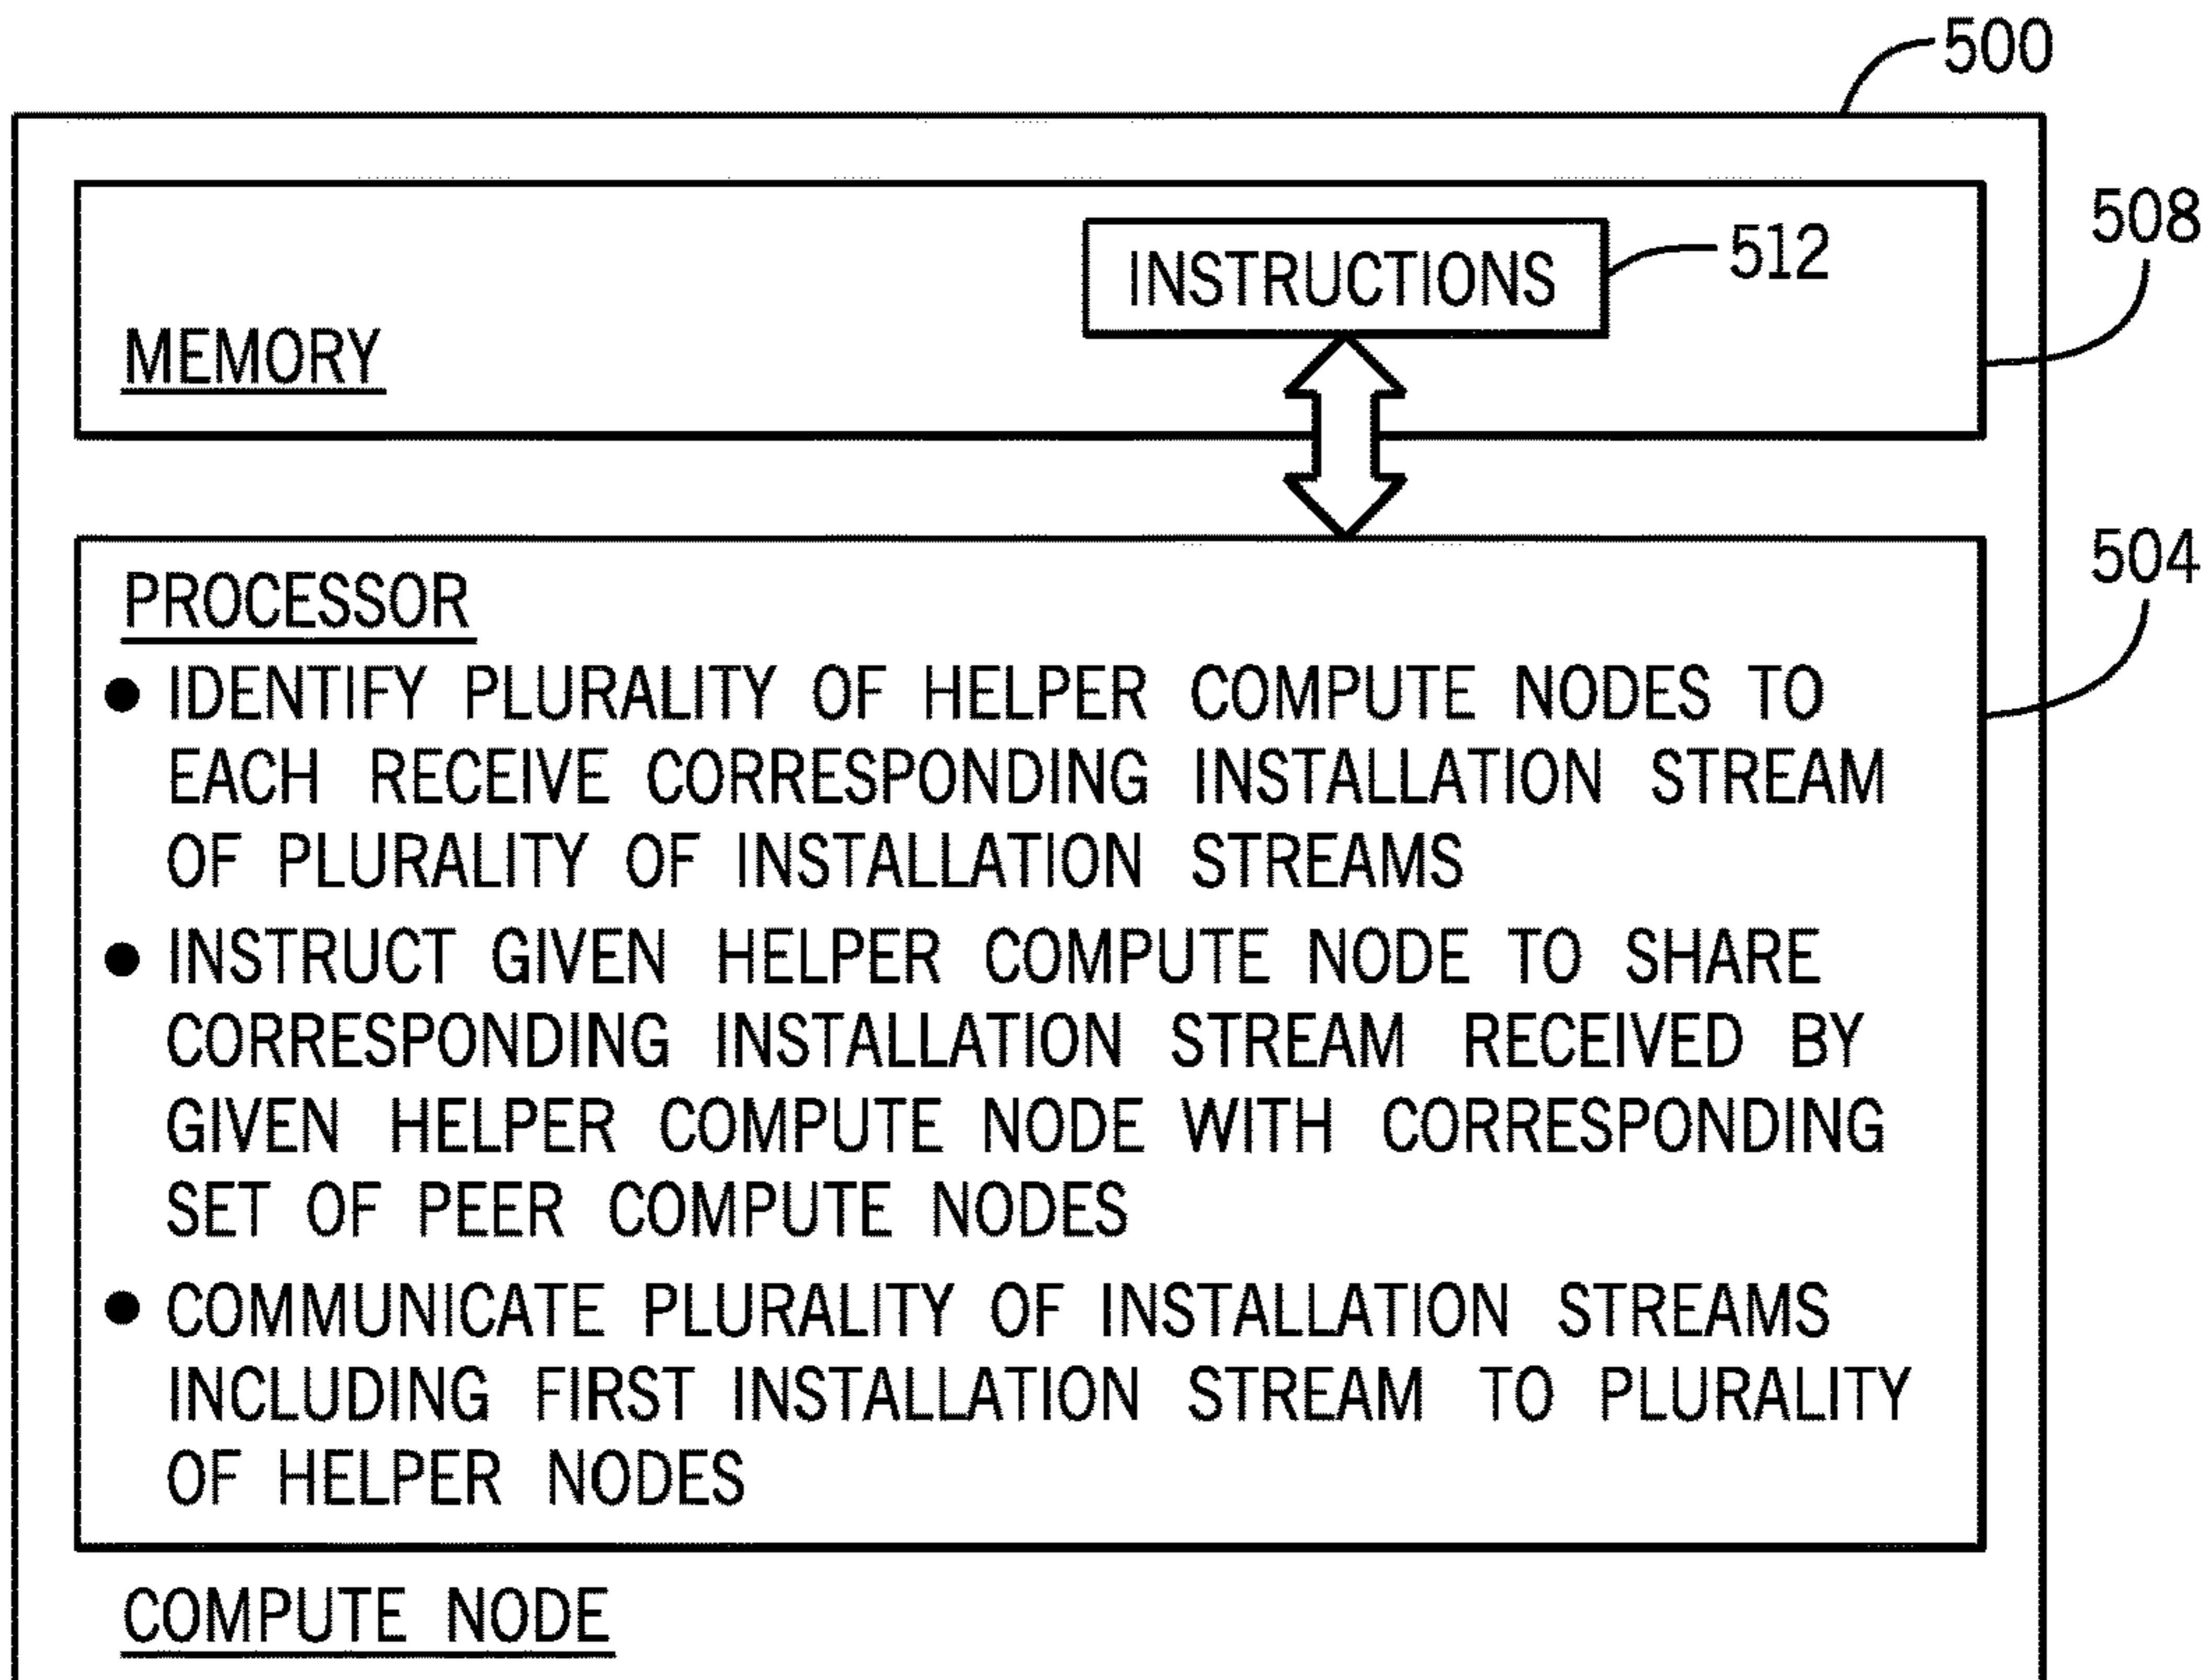 500
508
INSTRUCTIONS
512
MEMORY
504
PROCESSOR
● IDENTIFY PLURALITY OF HELPER COMPUTE NODES TO
EACH RECEIVE CORRESPONDING INSTALLATION STREAM
OF PLURALITY OF INSTALLATION STREAMS
● INSTRUCT GIVEN HELPER COMPUTE NODE TO SHARE
CORRESPONDING INSTALLATION STREAM RECEIVED BY
GIVEN HELPER COMPUTE NODE WITH CORRESPONDING
SET OF PEER COMPUTE NODES
● COMMUNICATE PLURALITY OF INSTALLATION STREAMS
INCLUDING FIRST INSTALLATION STREAM TO PLURALITY
OF HELPER NODES
COMPUTE NODE